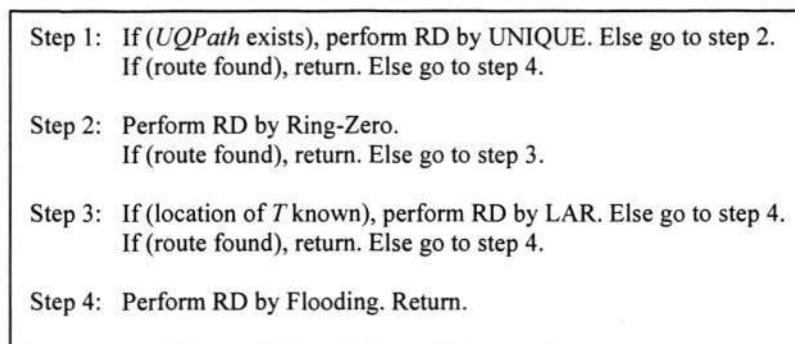 Step 1: If (UQPath exists), perform RD by UNIQUE. Else go to step 2.
If (route found), return. Else go to step 4.
Step 2: Perform RD by Ring-Zero.
If (route found), return. Else go to step 3.
Step 3: If (location of T known), perform RD by LAR. Else go to step 4.
If (route found), return. Else go to step 4.
Step 4: Perform RD by Flooding. Return.